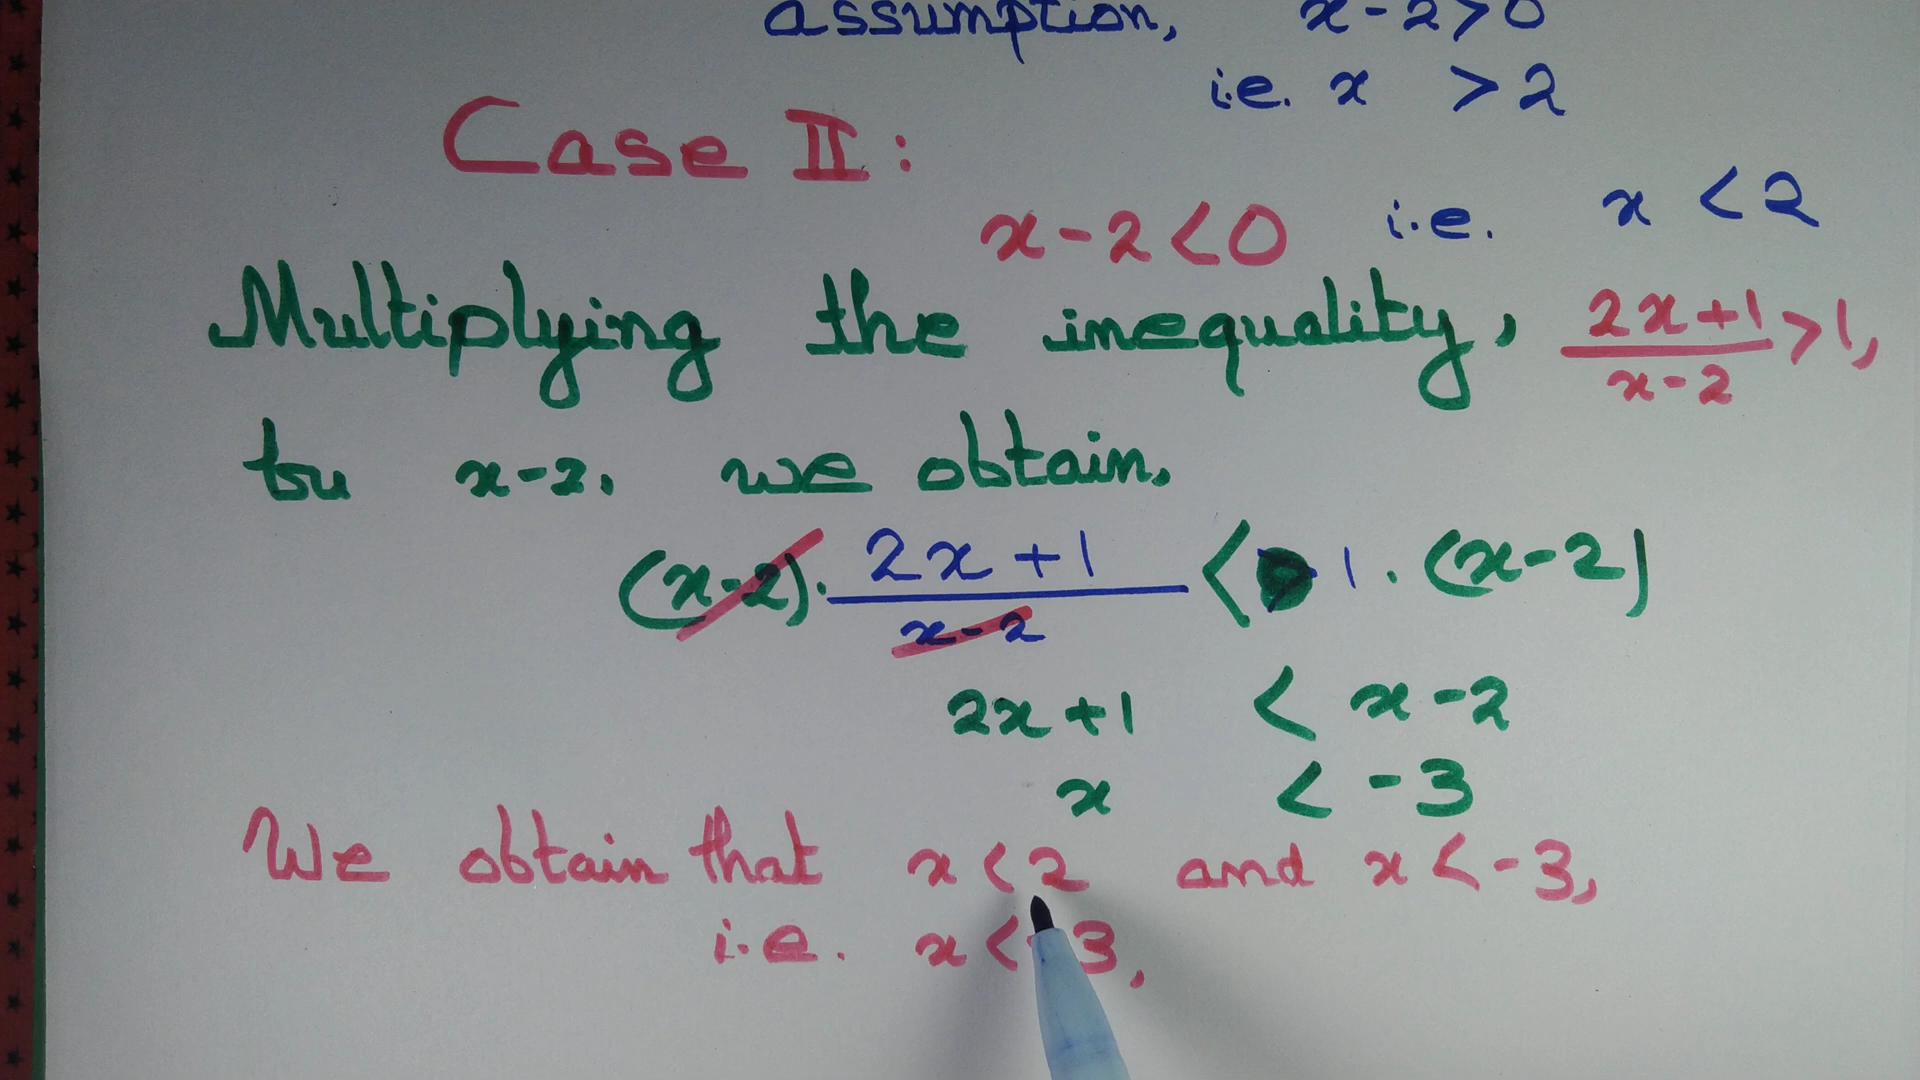 assumption, x-2>0
i.e. x >2
Case II:
x-2<0 i.e. x <2
Multiplying the inequality, 2x+1/x-2 >1,
by x-2, we obtain,
(x-2)· 2x+1/x-2 < 1·(x-2)
2x+1 < x-2
x < -3
We obtain that x<2 and x<-3,
i.e. x<-3,